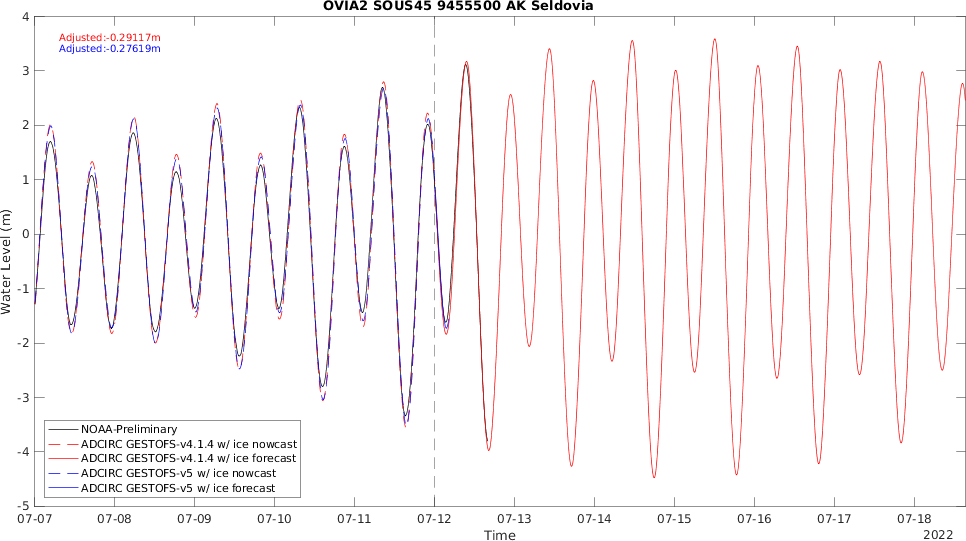 OVIA2 SOUS45 9455500 AK Seldovia
Adjusted:-0.29117m
Adjusted:-0.27619m
4
3
2
1
0
-1
-2
-3
-4
-5
Water Level (m)
NOAA-Preliminary
ADCIRC GESTOFS-v4.1.4 w/ ice nowcast
ADCIRC GESTOFS-v4.1.4 w/ ice forecast
ADCIRC GESTOFS-v5 w/ ice nowcast
ADCIRC GESTOFS-v5 w/ ice forecast
07-07 07-08 07-09 07-10 07-11 07-12 07-13 07-14 07-15 07-16 07-17 07-18
Time
2022